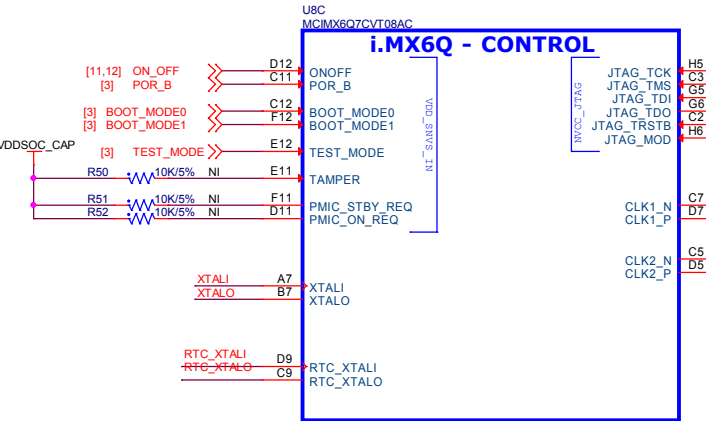 U8C
MCIMX6Q7CVT08AC
i.MX6Q - CONTROL
[11,12] ON_OFF D12 ONOFF
[3] POR_B C11 POR_B
[3] BOOT_MODE0 C12 BOOT_MODE0
[3] BOOT_MODE1 F12 BOOT_MODE1
VDD_SNVS_IN
VDDSOC_CAP
[3] TEST_MODE E12 TEST_MODE
R50 10K/5% NI E11 TAMPER
R51 10K/5% NI F11 PMIC_STBY_REQ
R52 10K/5% NI D11 PMIC_ON_REQ
XTALI A7 XTALI
XTALO B7 XTALO
RTC_XTALI D9 RTC_XTALI
RTC_XTALO C9 RTC_XTALO
NVCC_JTAG
JTAG_TCK H5
JTAG_TMS C3
JTAG_TDI G5
JTAG_TDO G6
JTAG_TRSTB C2
JTAG_MOD H6
CLK1_N C7
CLK1_P D7
CLK2_N C5
CLK2_P D5